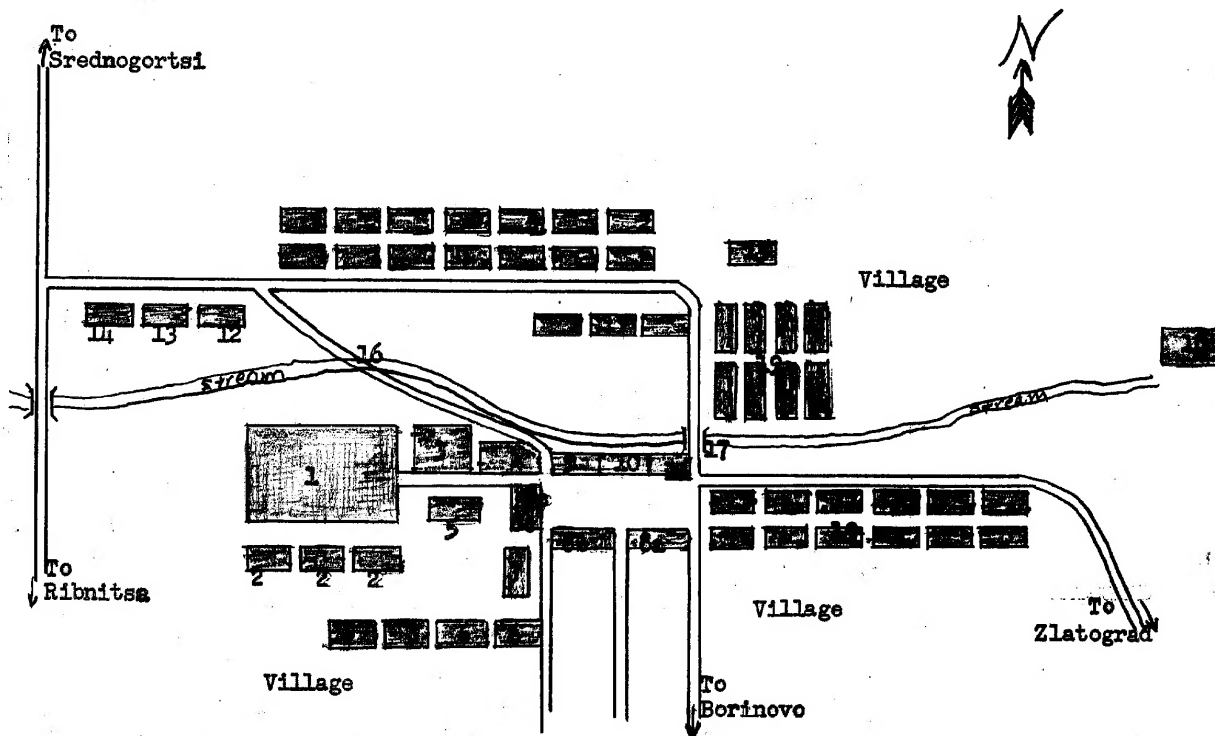 N
To
Srednogortsi
Village
14 13 12
16
stream
stream
17
1
10
5
2 2 2
To
Ribnitsa
Village
To
Zlatograd
Village
To
Borinovo